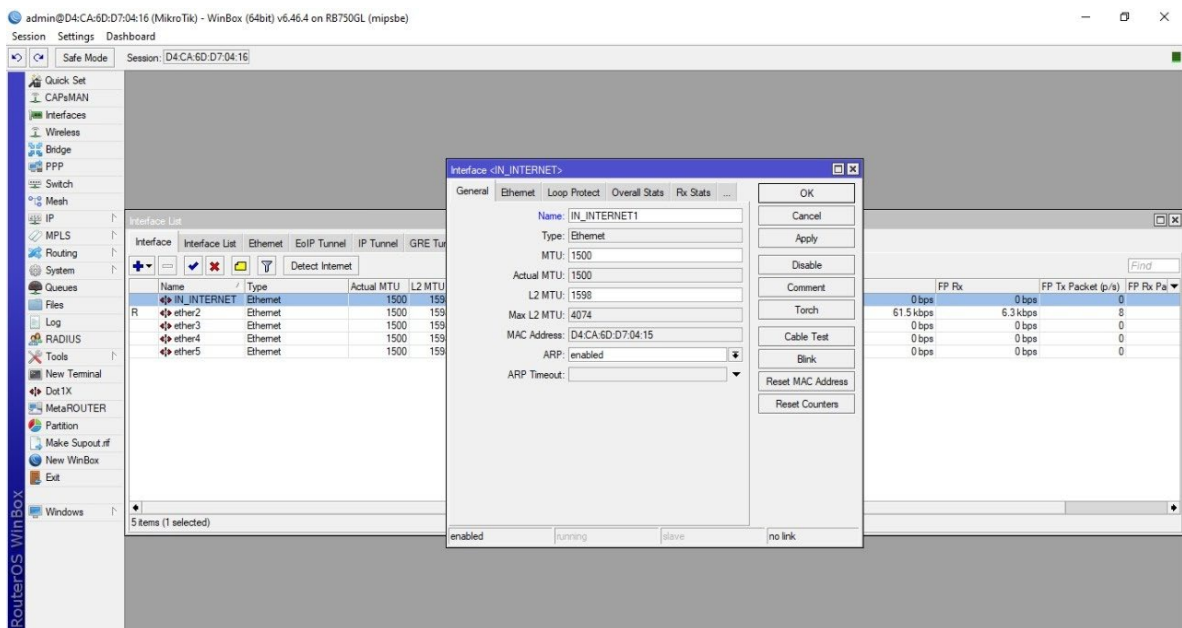 admin@D4:CA:6D:D7:04:16 (MikroTik) - WinBox (64bit) v6.46.4 on RB750GL (mipsbe)
Session Settings Dashboard
Safe Mode Session: D4:CA:6D:D7:04:16
Quick Set
CAPsMAN
Interfaces
Wireless
Bridge
PPP
Switch
Mesh
IP
MPLS
Routing
System
Queues
Files
Log
RADIUS
Tools
New Terminal
Dot1X
MetaROUTER
Partition
Make Supout.rif
New WinBox
Exit
Windows
RouterOS WinBox
Interface List
Interface Interface List Ethernet EoIP Tunnel IP Tunnel GRE Tur
Detect Internet
Find
Name / Type Actual MTU L2 MTU FP Rx FP Tx Packet (p/s) FP Rx Pa
IN_INTERNET Ethernet 1500 159 0 bps 0 bps 0
R ether2 Ethernet 1500 159 61.5 kbps 6.3 kbps 8
ether3 Ethernet 1500 159 0 bps 0 bps 0
ether4 Ethernet 1500 159 0 bps 0 bps 0
ether5 Ethernet 1500 159 0 bps 0 bps 0
5 items (1 selected)
Interface <IN_INTERNET>
General Ethernet Loop Protect Overall Stats Rx Stats ...
Name: IN_INTERNET1
Type: Ethernet
MTU: 1500
Actual MTU: 1500
L2 MTU: 1598
Max L2 MTU: 4074
MAC Address: D4:CA:6D:D7:04:15
ARP: enabled
ARP Timeout:
OK
Cancel
Apply
Disable
Comment
Torch
Cable Test
Blink
Reset MAC Address
Reset Counters
enabled running slave no link